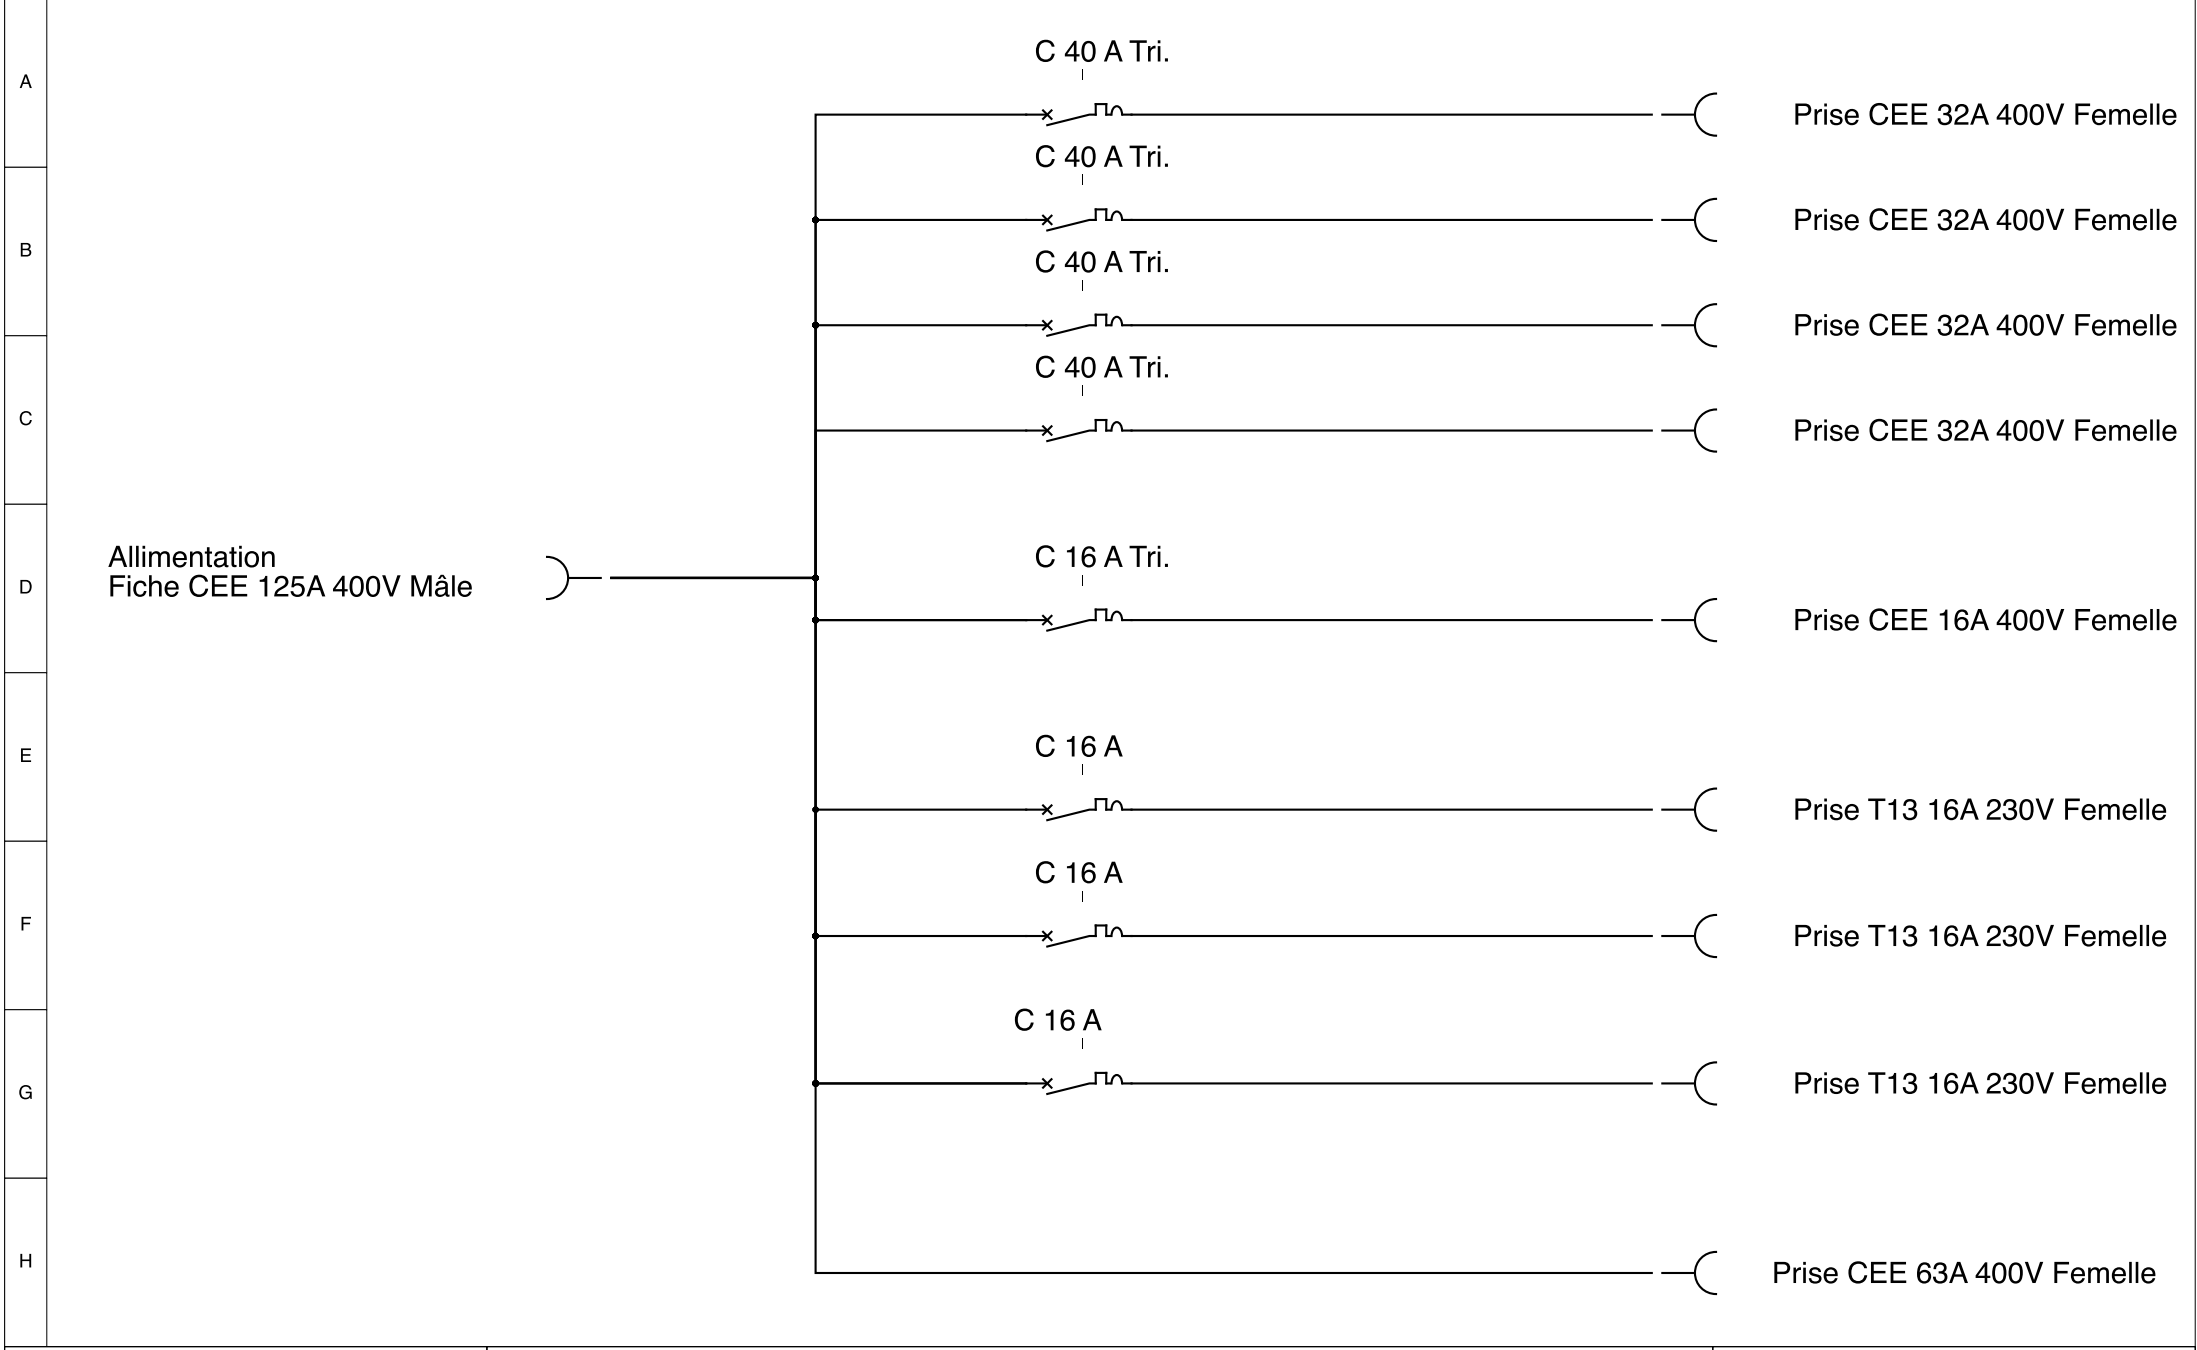 A
C 40 A Tri.
Prise CEE 32A 400V Femelle
C 40 A Tri.
B
Prise CEE 32A 400V Femelle
C 40 A Tri.
Prise CEE 32A 400V Femelle
C 40 A Tri.
C
Prise CEE 32A 400V Femelle
Allimentation
Fiche CEE 125A 400V Mâle
D
C 16 A Tri.
Prise CEE 16A 400V Femelle
E
C 16 A
Prise T13 16A 230V Femelle
F
C 16 A
Prise T13 16A 230V Femelle
C 16 A
G
Prise T13 16A 230V Femelle
H
Prise CEE 63A 400V Femelle